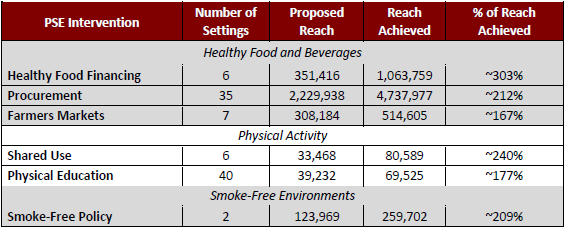 PSE Intervention Number of Settings Proposed Reach Reach Achieved % of Reach Achieved
Healthy Food and Beverages
Healthy Food Financing 6 351,416 1,063,759 ~303%
Procurement 35 2,229,938 4,737,977 ~212%
Farmers Markets 7 308,184 514,605 ~167%
Physical Activity
Shared Use 6 33,468 80,589 ~240%
Physical Education 40 39,232 69,525 ~177%
Smoke-Free Environments
Smoke-Free Policy 2 123,969 259,702 ~209%